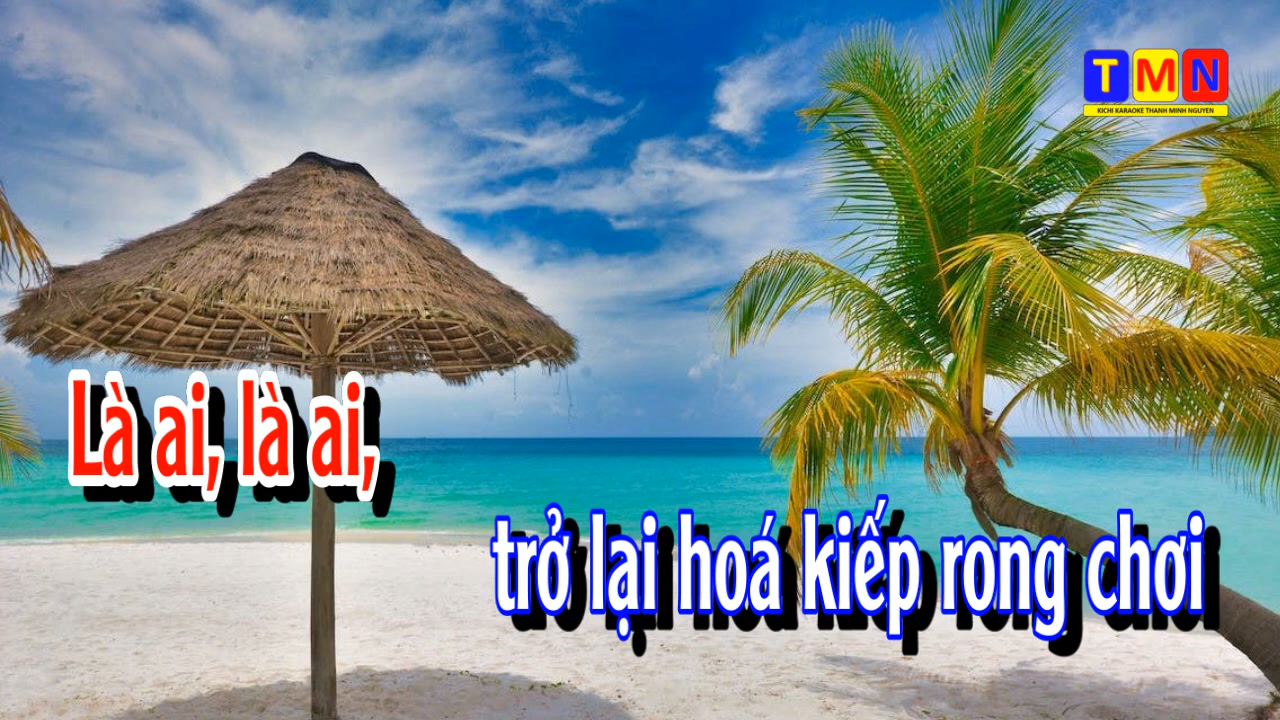 TMN
KICHI KARAOKE THANH MINH NGUYEN
Là ai, là ai,
trở lại hoá kiếp rong chơi